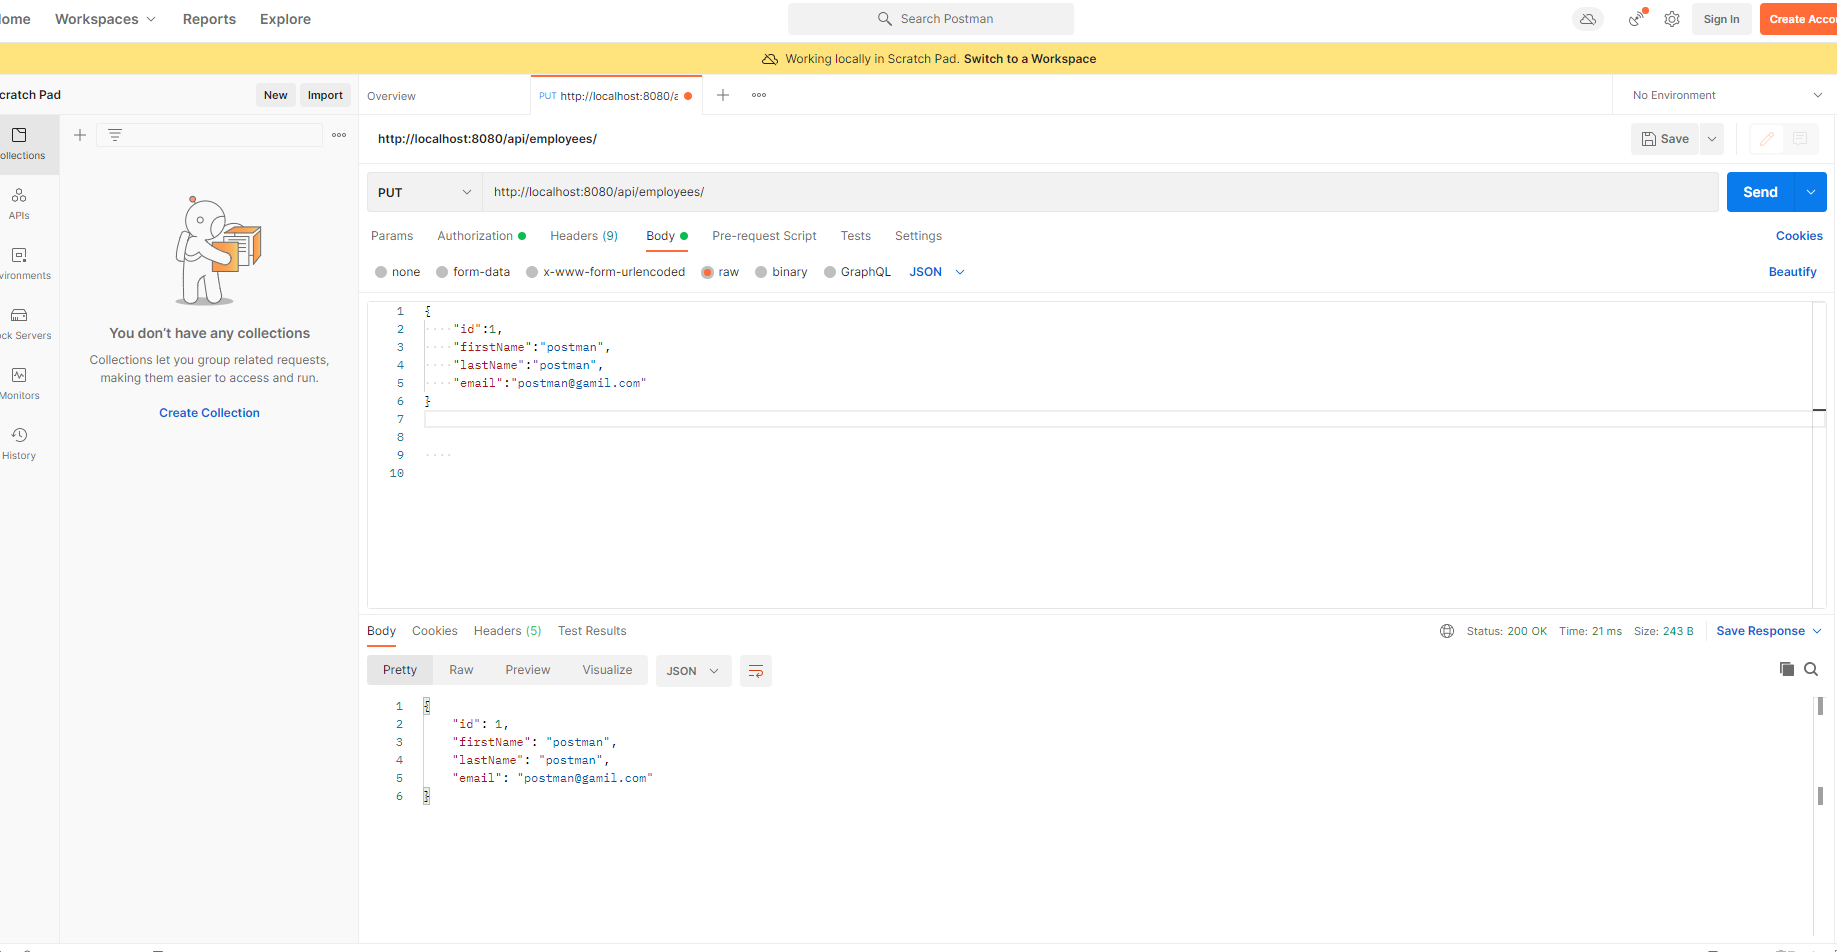 ome
Workspaces
Reports
Explore
Search Postman
Sign In
Create Acco
Working locally in Scratch Pad. Switch to a Workspace
cratch Pad
New
Import
Overview
PUT http://localhost:8080/a
No Environment
ollections
APIs
vironments
ock Servers
Monitors
History
You don't have any collections
Collections let you group related requests,
making them easier to access and run.
Create Collection
http://localhost:8080/api/employees/
Save
PUT
http://localhost:8080/api/employees/
Send
Params
Authorization
Headers (9)
Body
Pre-request Script
Tests
Settings
Cookies
none
form-data
x-www-form-urlencoded
raw
binary
GraphQL
JSON
Beautify
1 {
2 "id":1,
3 "firstName":"postman",
4 "lastName":"postman",
5 "email":"postman@gamil.com"
6 }
7
8
9
10
Body
Cookies
Headers (5)
Test Results
Status: 200 OK
Time: 21 ms
Size: 243 B
Save Response
Pretty
Raw
Preview
Visualize
JSON
1 {
2 "id": 1,
3 "firstName": "postman",
4 "lastName": "postman",
5 "email": "postman@gamil.com"
6 }